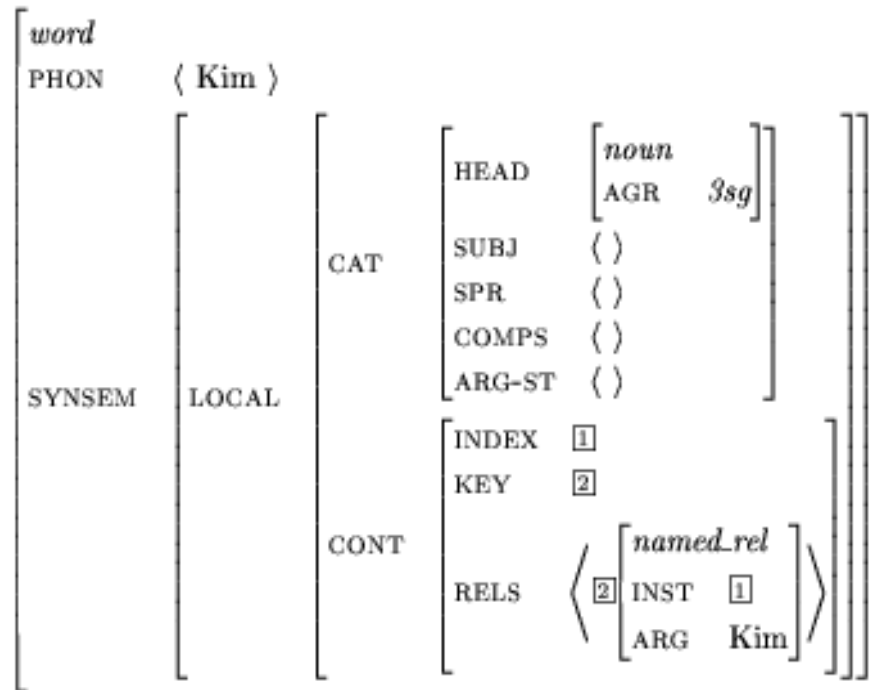 word
PHON ⟨ Kim ⟩
HEAD noun
AGR 3sg
SUBJ ⟨ ⟩
CAT
SPR ⟨ ⟩
COMPS ⟨ ⟩
ARG-ST ⟨ ⟩
SYNSEM LOCAL
INDEX 1
KEY 2
CONT
named_rel
RELS ⟨ 2 INST 1 ⟩
ARG Kim